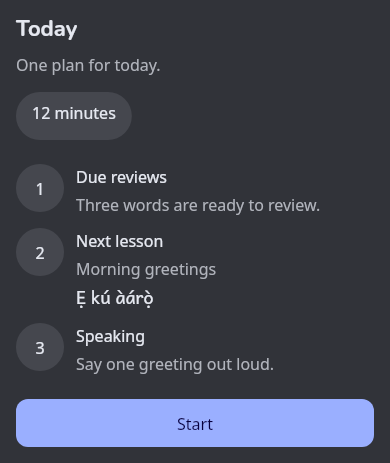 Today
One plan for today.
12 minutes
1
Due reviews
Three words are ready to review.
2
Next lesson
Morning greetings
Ẹ kú àárọ̀
3
Speaking
Say one greeting out loud.
Start